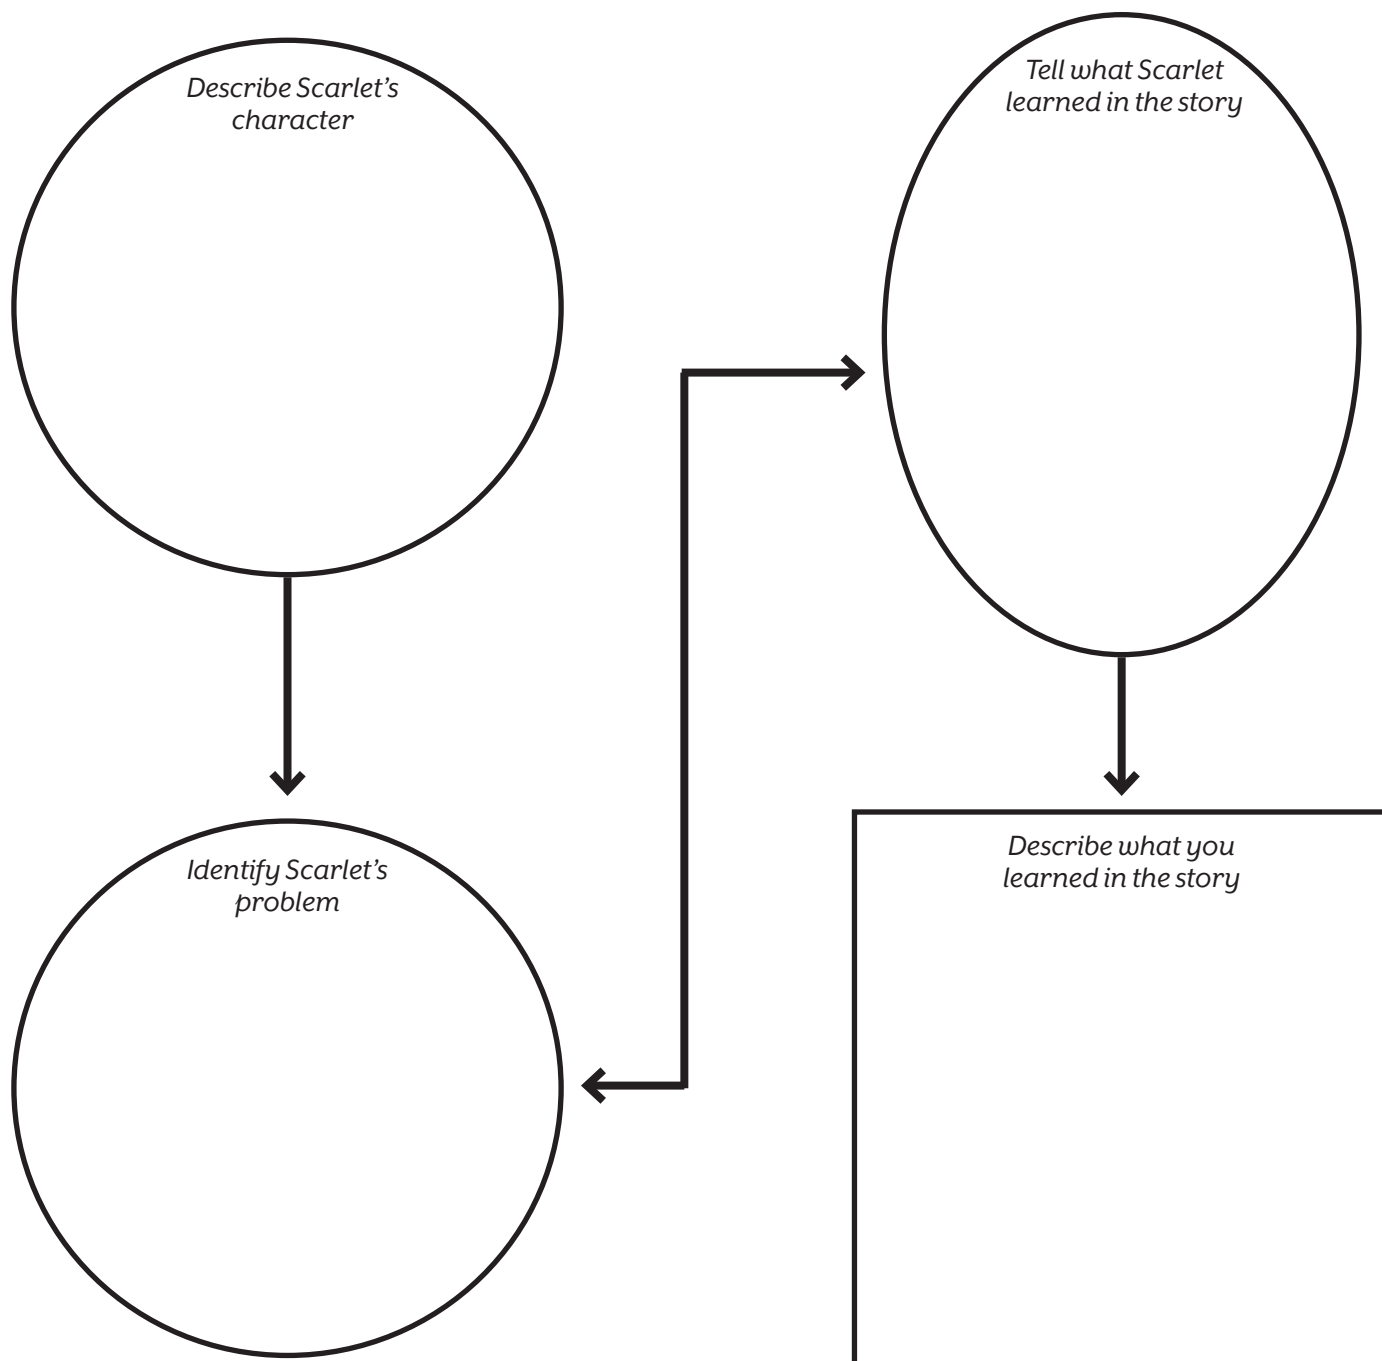 Describe Scarlet’s
character
Identify Scarlet’s
problem
Tell what Scarlet
learned in the story
Describe what you
learned in the story